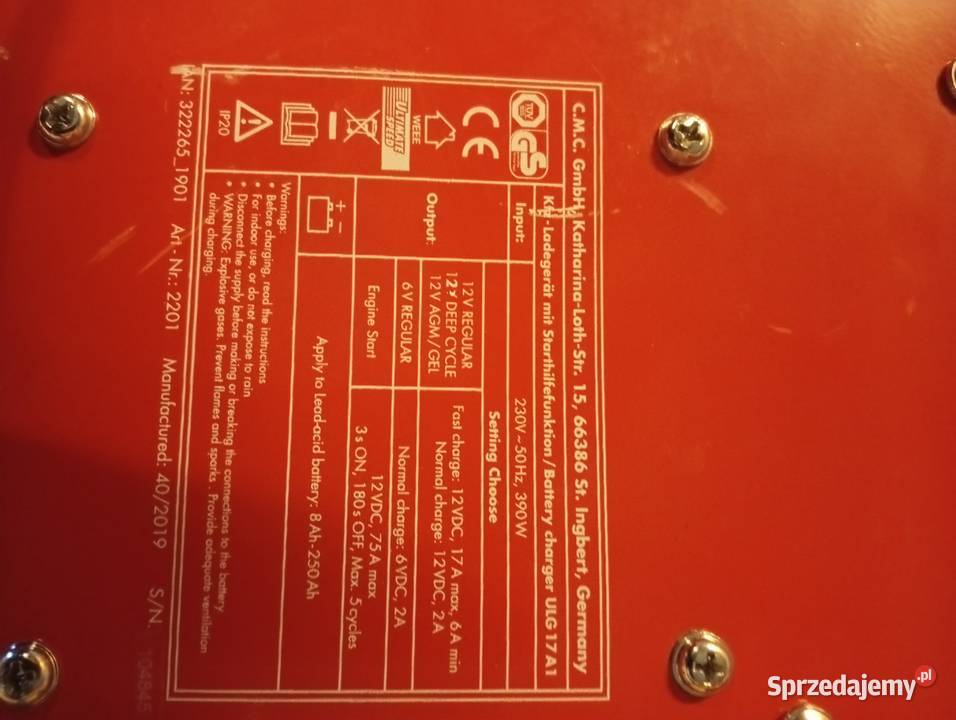 C.M.C. GmbH, Katharina-Loth-Str. 15, 66386 St. Ingbert, Germany
Kfz-Ladegerät mit Starthilfefunktion/Battery charger ULG 17 A1
TÜV
GS
CE
WEEE
ULTIMATE SPEED
IP20
Input:
230V~50Hz, 390W
Output:
Setting Choose
12V REGULAR
12V DEEP CYCLE
12V AGM/GEL
Fast charge: 12VDC, 17A max, 6A min
Normal charge: 12VDC, 2A
6V REGULAR
Normal charge: 6VDC, 2A
Engine Start
12VDC, 75A max
3s ON, 180s OFF, Max. 5cycles
+ -
Apply to Lead-acid battery: 8Ah-250Ah
Warnings:
• Before charging, read the instructions
• For indoor use, or do not expose to rain
• Disconnect the supply before making or breaking the connections to the battery
• WARNING: Explosive gases. Prevent flames and sparks. Provide adequate ventilation
during charging.
IAN: 322265_1901 Art.-Nr.: 2201 Manufactured: 40/2019 S/N. 104845
Sprzedajemy.pl